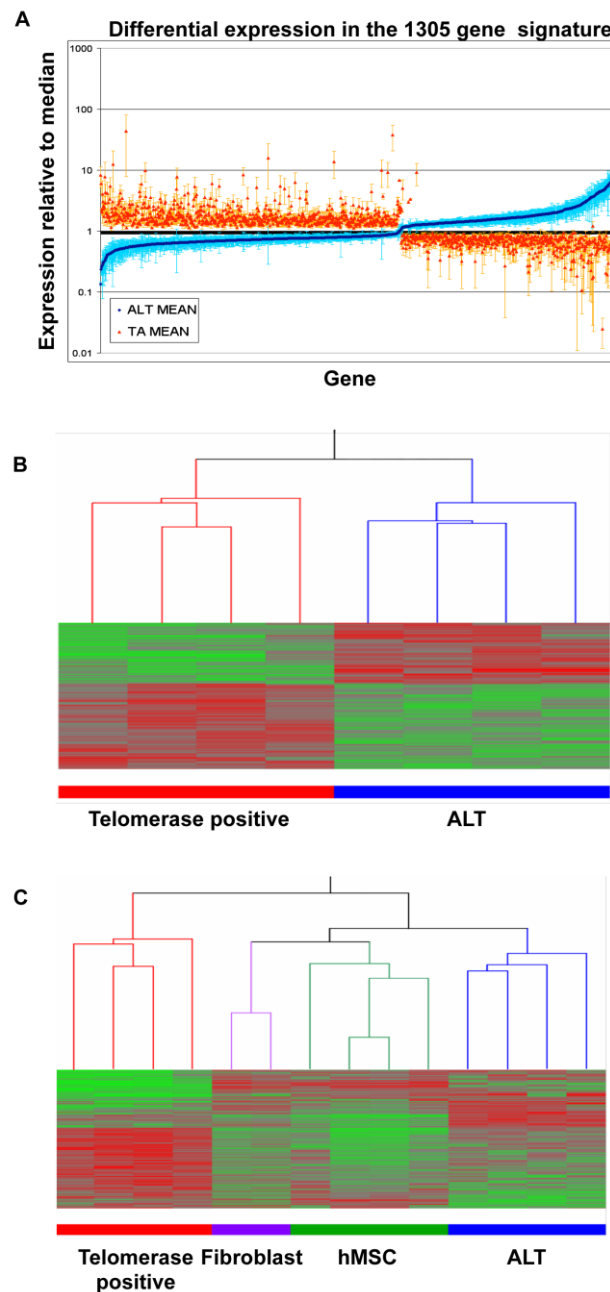 A
Differential expression in the 1305 gene signature
Expression relative to median
1000
100
10
1
0.1
0.01
ALT MEAN
TA MEAN
Gene
B
Telomerase positive
ALT
C
Telomerase
positive
Fibroblast
hMSC
ALT